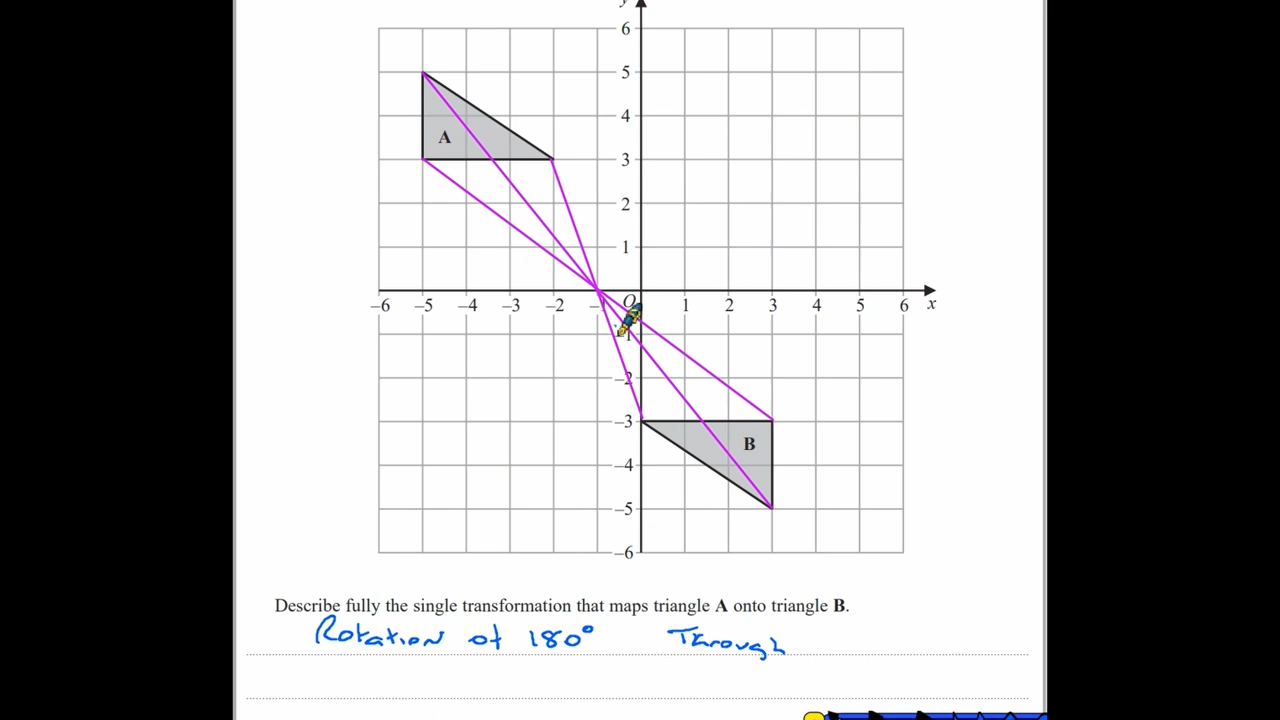 y
6
5
4
A
3
2
1
–6 –5 –4 –3 –2 –1 O 1 2 3 4 5 6 x
–2
–3
B
–4
–5
–6
Describe fully the single transformation that maps triangle A onto triangle B.
Rotation of 180° Through